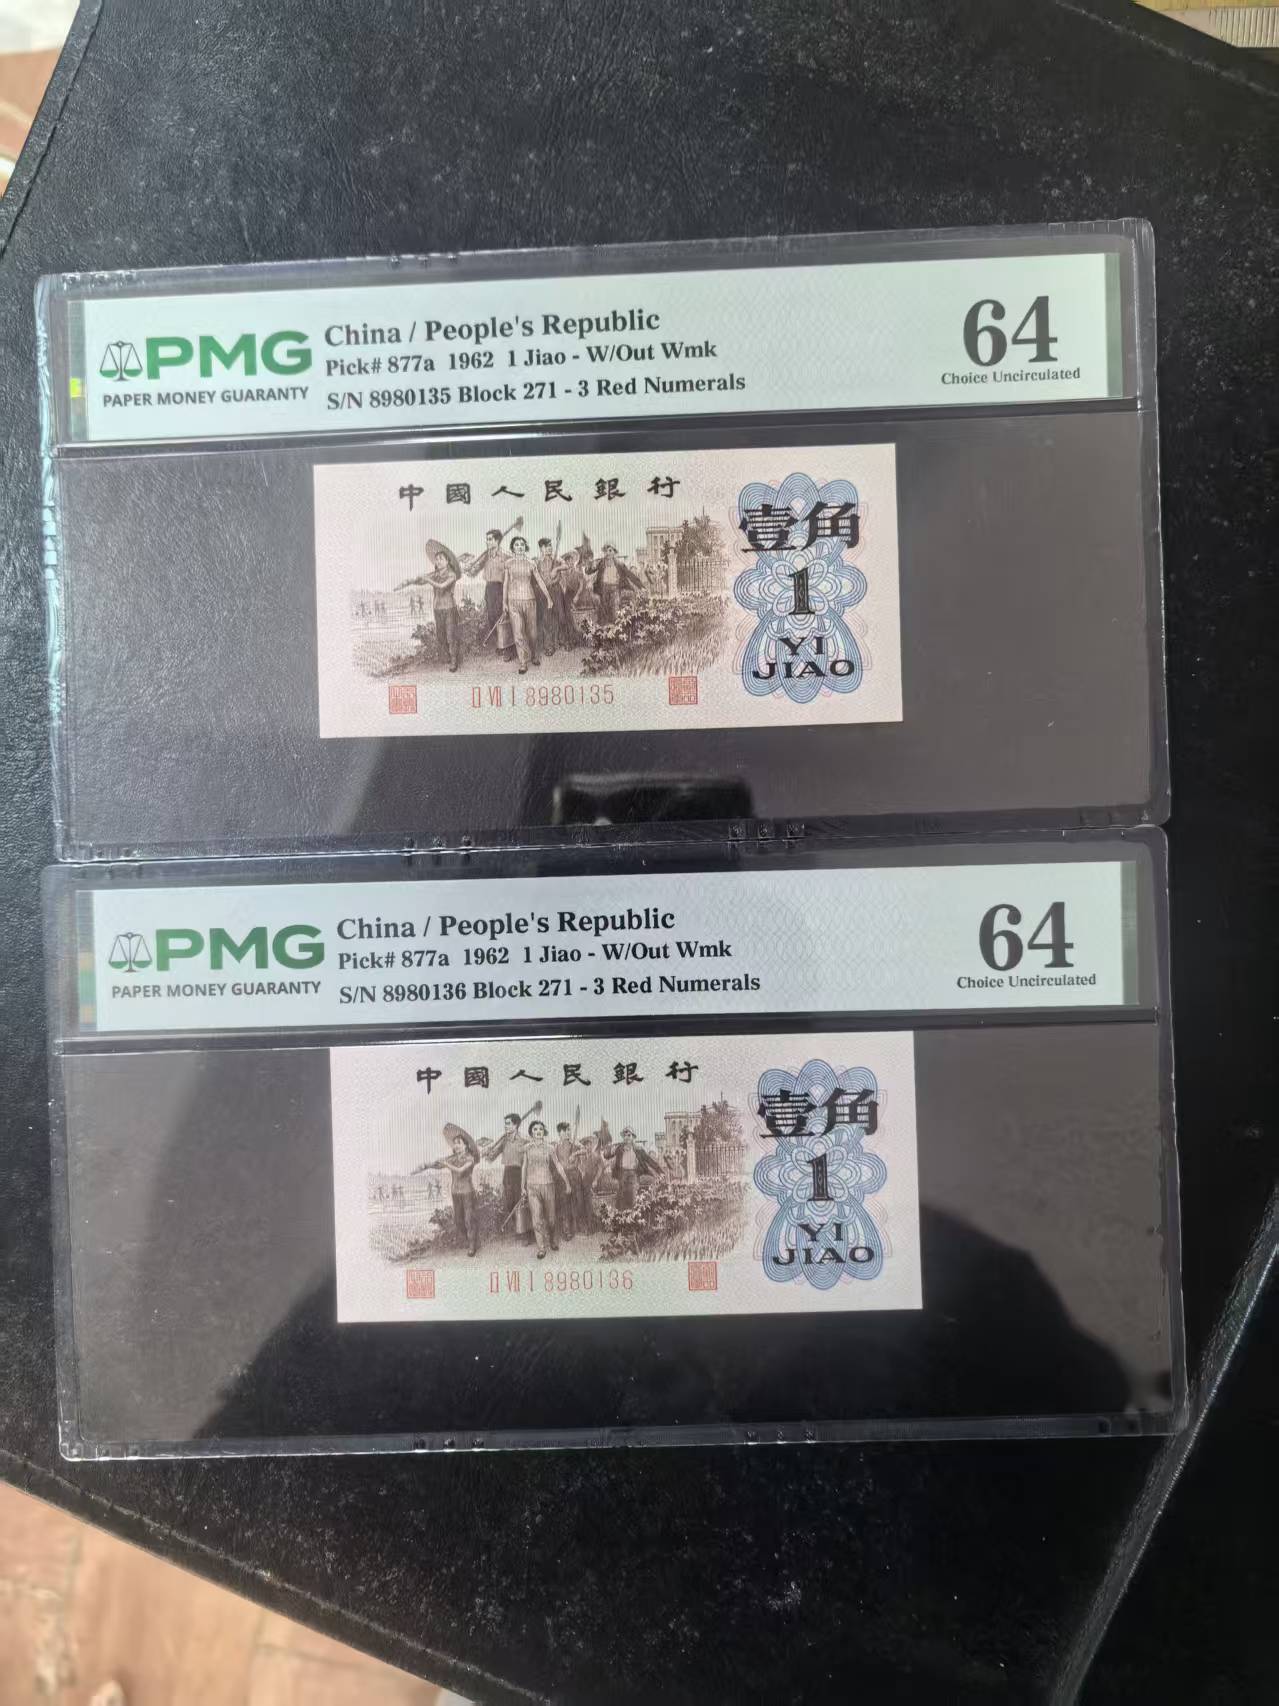 PMG
PAPER MONEY GUARANTY
China / People's Republic
Pick# 877a 1962 1 Jiao - W/Out Wmk
S/N 8980135 Block 271 - 3 Red Numerals
64
Choice Uncirculated
中國人民銀行
壹角
1
YI
JIAO
II VII I 8980135
PMG
PAPER MONEY GUARANTY
China / People's Republic
Pick# 877a 1962 1 Jiao - W/Out Wmk
S/N 8980136 Block 271 - 3 Red Numerals
64
Choice Uncirculated
中國人民銀行
壹角
1
YI
JIAO
II VII I 8980136